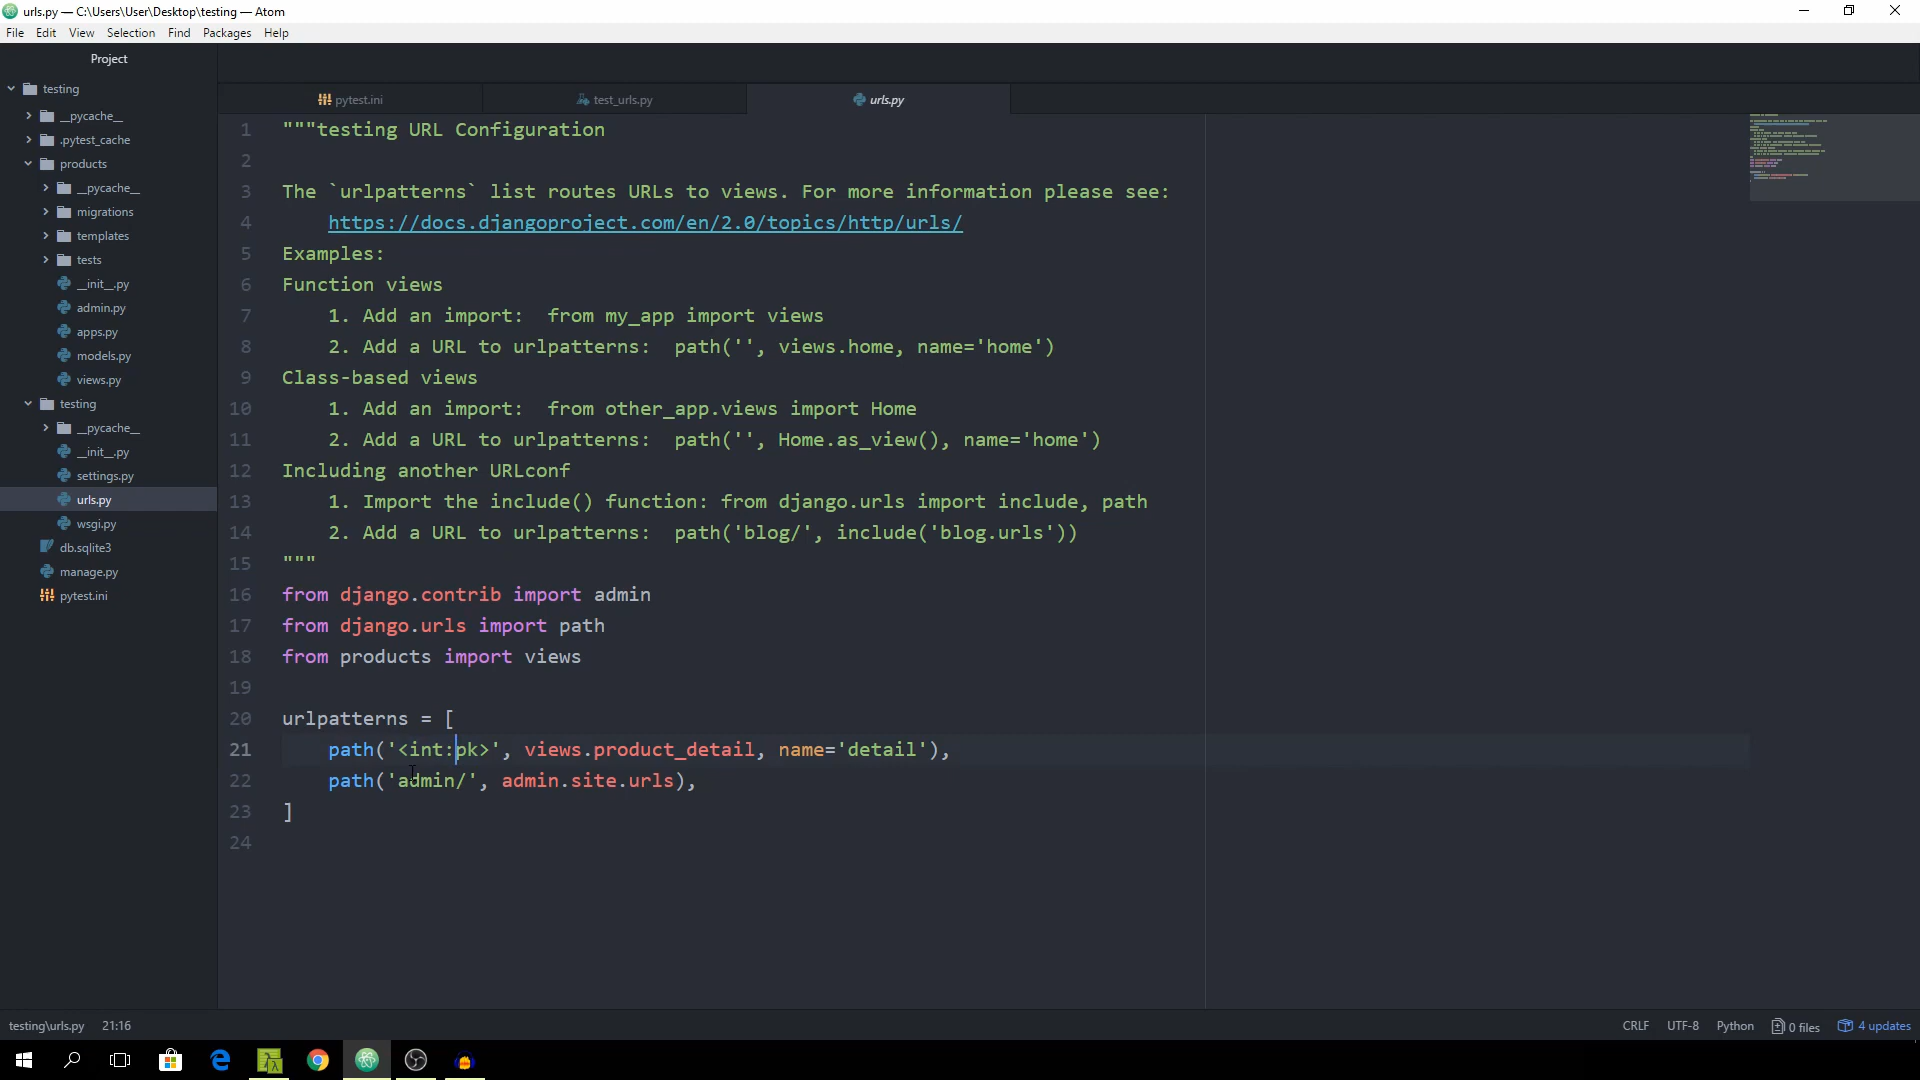 urls.py — C:\Users\User\Desktop\testing — Atom
File Edit View Selection Find Packages Help
Project
testing
__pycache__
.pytest_cache
products
__pycache__
migrations
templates
tests
__init__.py
admin.py
apps.py
models.py
views.py
testing
__pycache__
__init__.py
settings.py
urls.py
wsgi.py
db.sqlite3
manage.py
pytest.ini
pytest.ini test_urls.py urls.py
1 """testing URL Configuration
2
3 The `urlpatterns` list routes URLs to views. For more information please see:
4 https://docs.djangoproject.com/en/2.0/topics/http/urls/
5 Examples:
6 Function views
7 1. Add an import:  from my_app import views
8 2. Add a URL to urlpatterns:  path('', views.home, name='home')
9 Class-based views
10 1. Add an import:  from other_app.views import Home
11 2. Add a URL to urlpatterns:  path('', Home.as_view(), name='home')
12 Including another URLconf
13 1. Import the include() function: from django.urls import include, path
14 2. Add a URL to urlpatterns:  path('blog/', include('blog.urls'))
15 """
16 from django.contrib import admin
17 from django.urls import path
18 from products import views
19
20 urlpatterns = [
21 path('<int:pk>', views.product_detail, name='detail'),
22 path('admin/', admin.site.urls),
23 ]
24
testing\urls.py 21:16 CRLF UTF-8 Python 0 files 4 updates